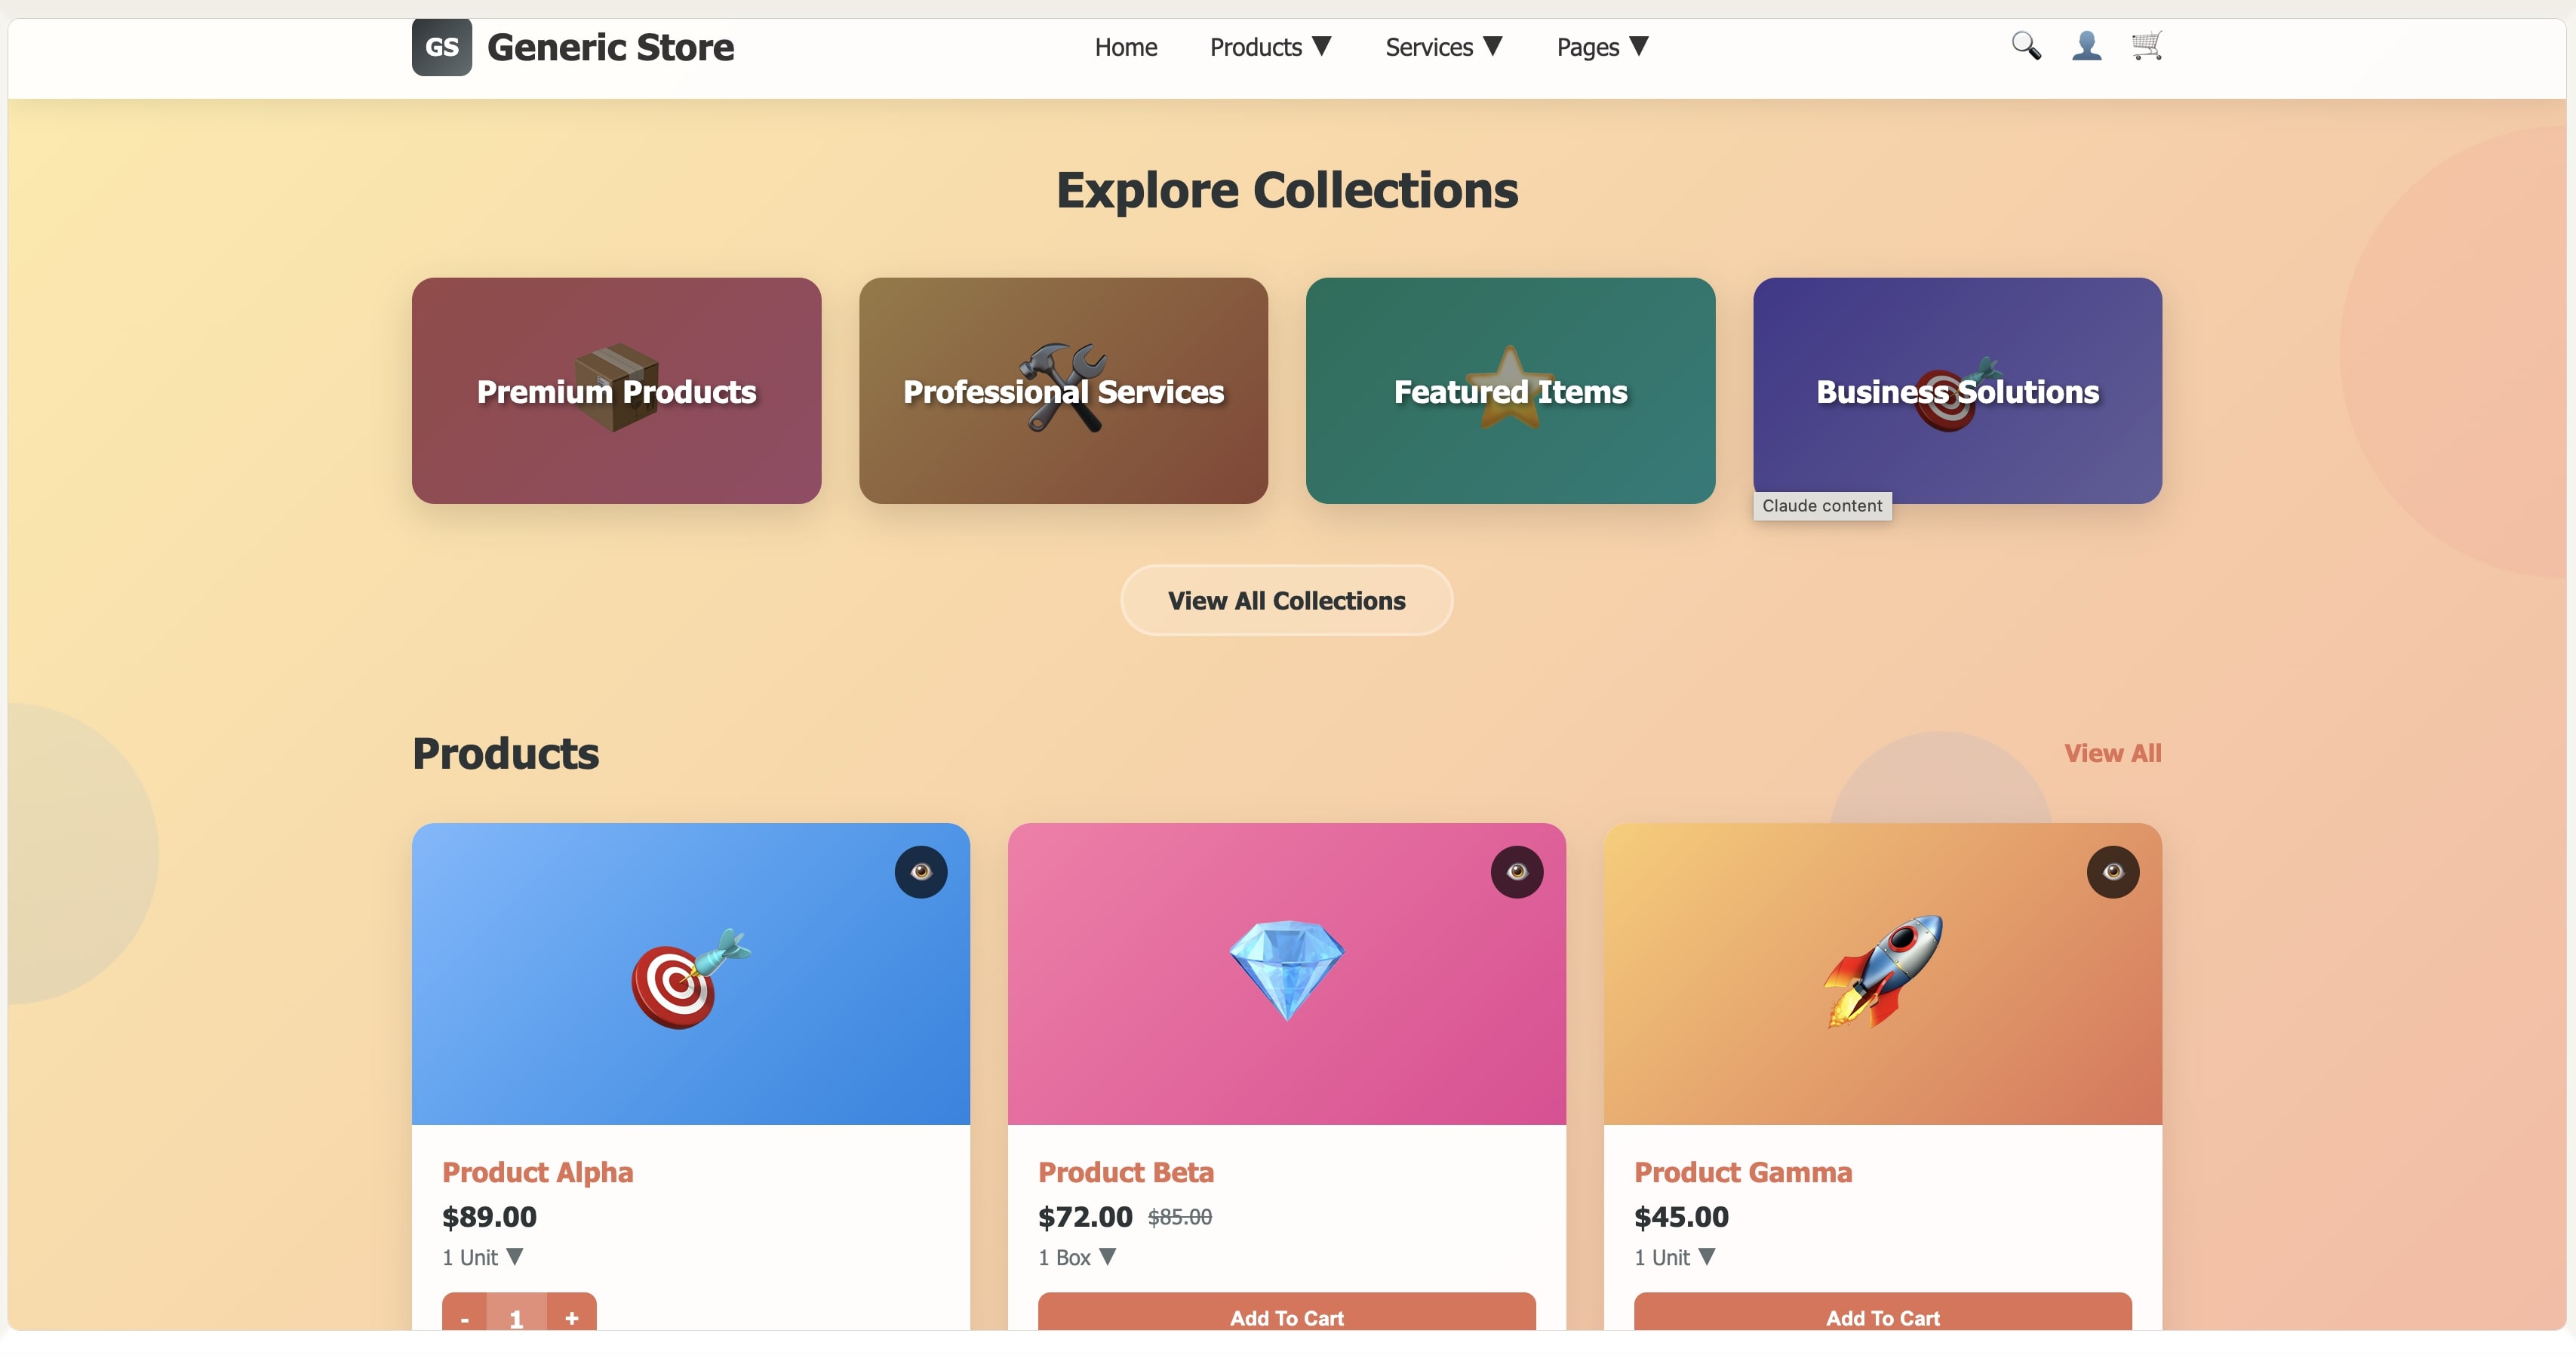 GS Generic Store Home Products ▼ Services ▼ Pages ▼
Explore Collections
Premium Products Professional Services Featured Items Business Solutions
Claude content
View All Collections
Products View All
Product Alpha Product Beta Product Gamma
$89.00 $72.00 $85.00 $45.00
1 Unit ▼ 1 Box ▼ 1 Unit ▼
- 1 + Add To Cart Add To Cart